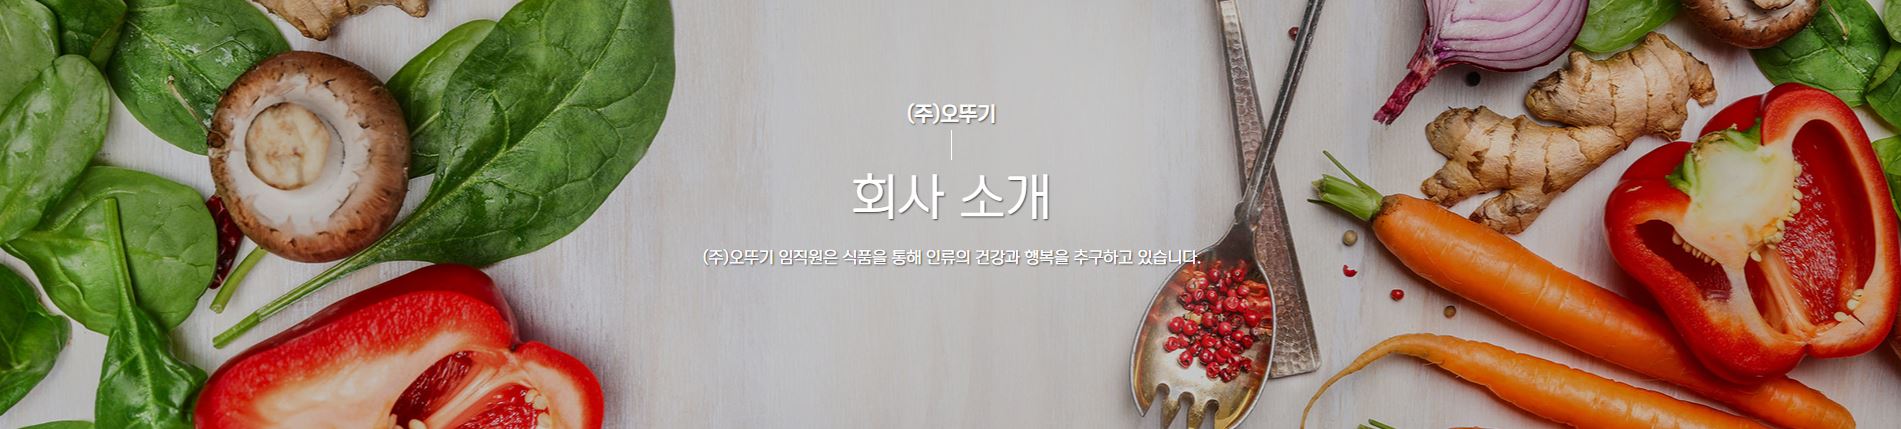 (주)오뚜기
회사 소개
(주)오뚜기 임직원은 식품을 통해 인류의 건강과 행복을 추구하고 있습니다.